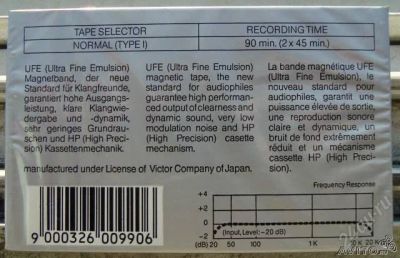 TAPE SELECTOR
RECORDING TIME
NORMAL (TYPE I)
90 min. (2 x 45 min.)
UFE (Ultra Fine Emulsion)
Magnetband, der neue
Standard für Klangfreunde,
garantiert hohe Ausgangs-
leistung, klare Klangwie-
dergabe und -dynamik,
sehr geringes Grundrau-
schen und HP (High Preci-
sion) Kassettenmechanik.
UFE (Ultra Fine Emulsion)
magnetic tape, the new
standard for audiophiles
guarantee high performanc-
ed output of clearness and
dynamic sound, very low
modulation noise and HP
(High Precision) casette
mechanism.
La bande magnétique UFE
(Ultra Fine Emulsion), le
nouveau standard pour
audiophiles, garantit une
puissance élevée de sortie,
une reproduction sonore
claire et dynamique, un
bruit de fond extrêmement
réduit et un mécanisme
cassette HP (High Preci-
sion).
manufactured under License of Victor Company of Japan.
Frequency Response
+4
+2
0
-2
-4
(Input, Level: -20 dB)
(dB) 20 50 100 1K 10 K 20 K
9 000326 009906